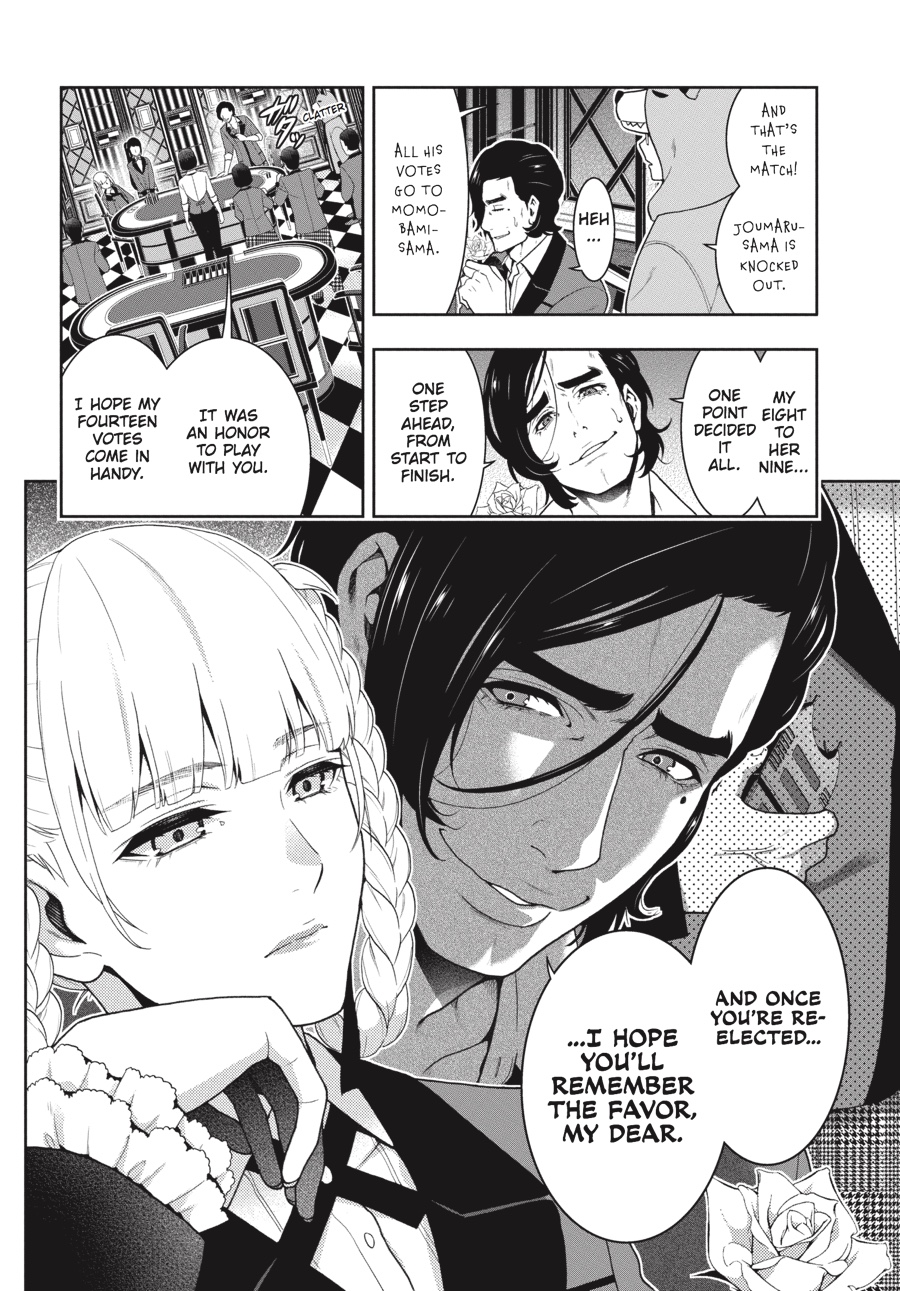 AND
THAT'S
THE
MATCH!
JOUMARU-
SAMA IS
KNOCKED
OUT.
HEH
...
ALL HIS
VOTES
GO TO
MOMO-
BAMI-
SAMA.
ガタッ
CLATTER
MY
EIGHT TO
HER
NINE...
ONE
POINT
DECIDED
IT
ALL.
ONE
STEP
AHEAD,
FROM
START TO
FINISH.
IT WAS
AN HONOR
TO PLAY
WITH YOU.
I HOPE MY
FOURTEEN
VOTES
COME IN
HANDY.
AND ONCE
YOU'RE RE-
ELECTED...
...I HOPE
YOU'LL
REMEMBER
THE FAVOR,
MY DEAR.